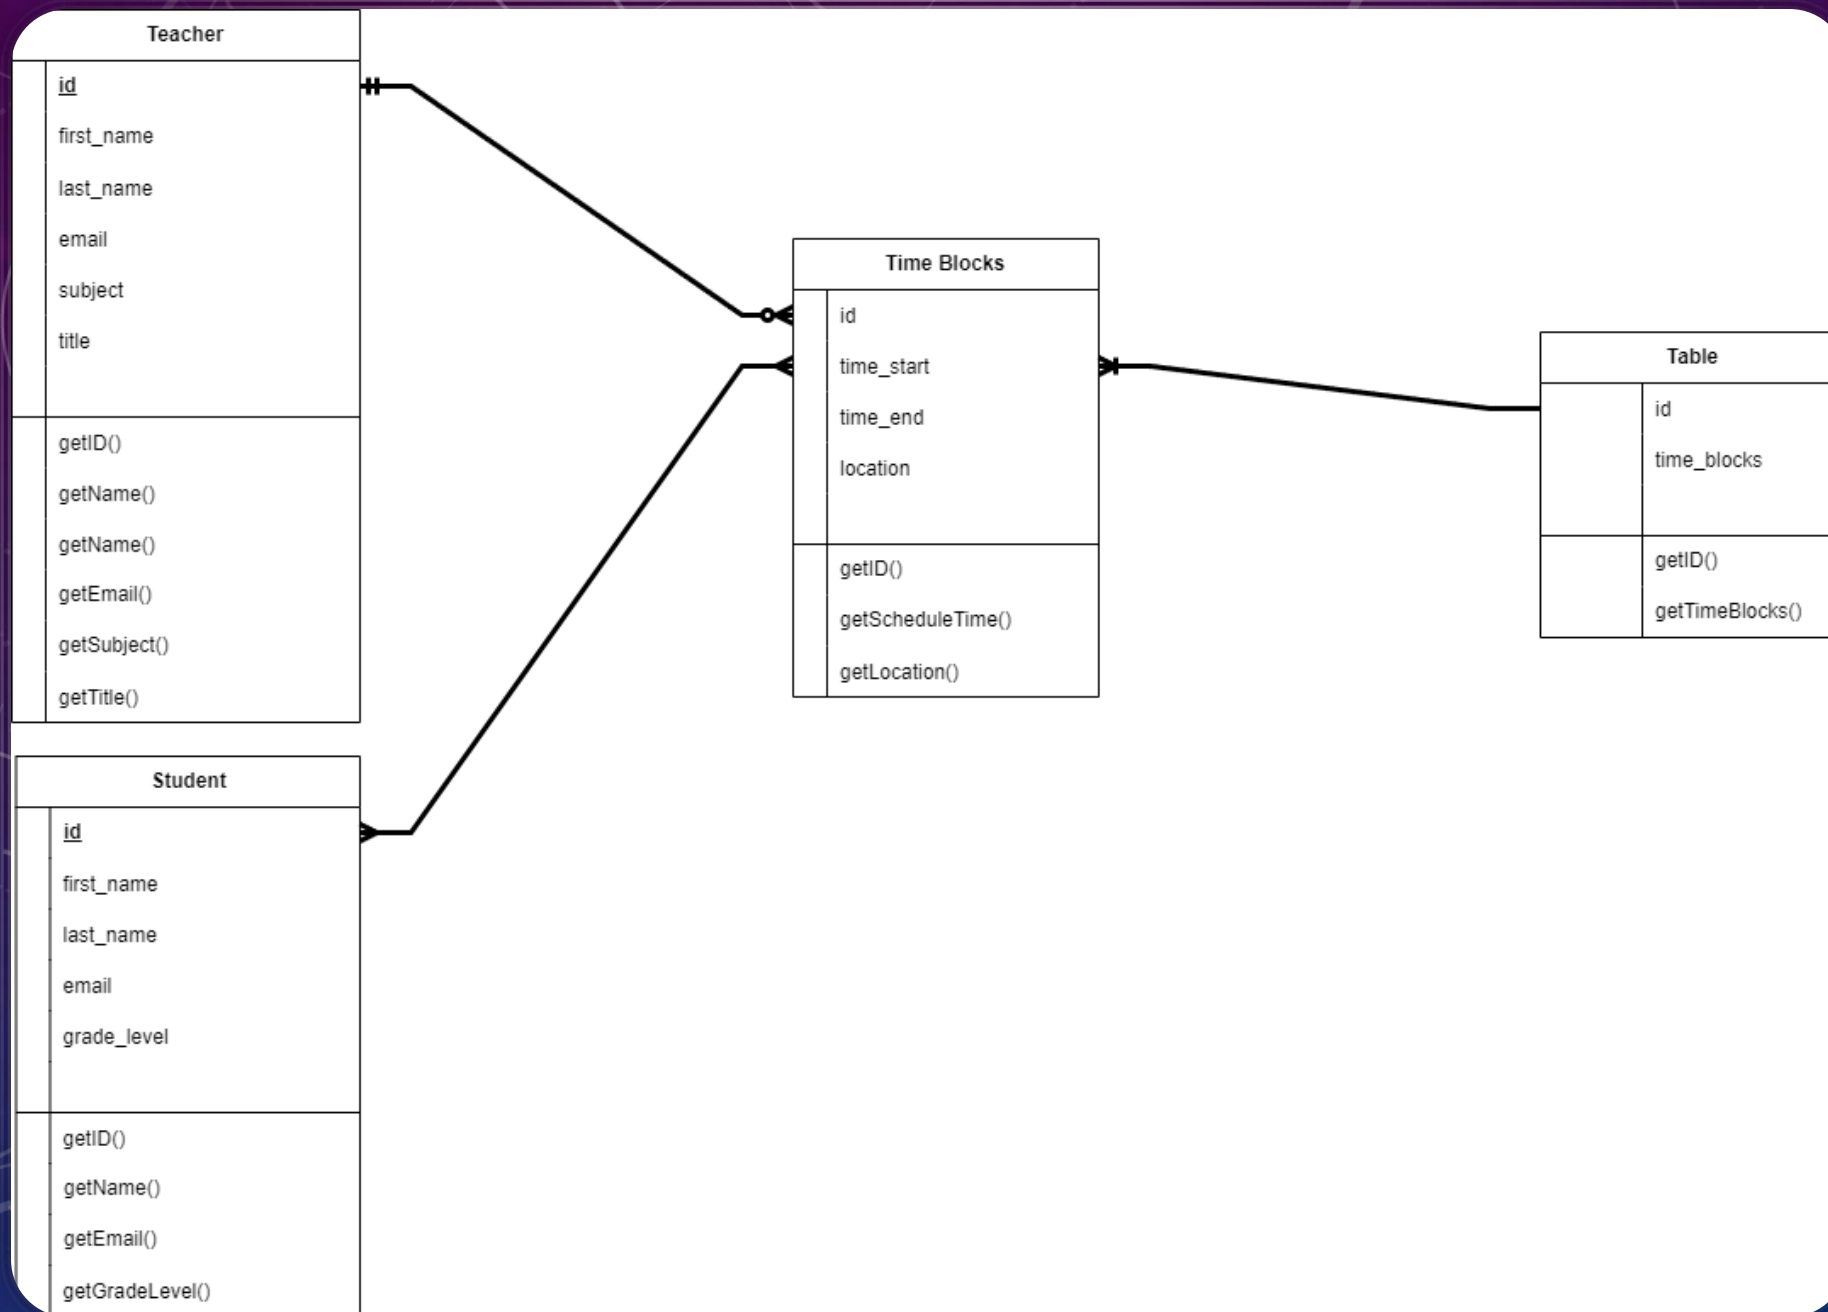 Teacher
id
first_name
last_name
email
subject
title
getID()
getName()
getName()
getEmail()
getSubject()
getTitle()
Student
id
first_name
last_name
email
grade_level
getID()
getName()
getEmail()
getGradeLevel()
Time Blocks
id
time_start
time_end
location
getID()
getScheduleTime()
getLocation()
Table
id
time_blocks
getID()
getTimeBlocks()